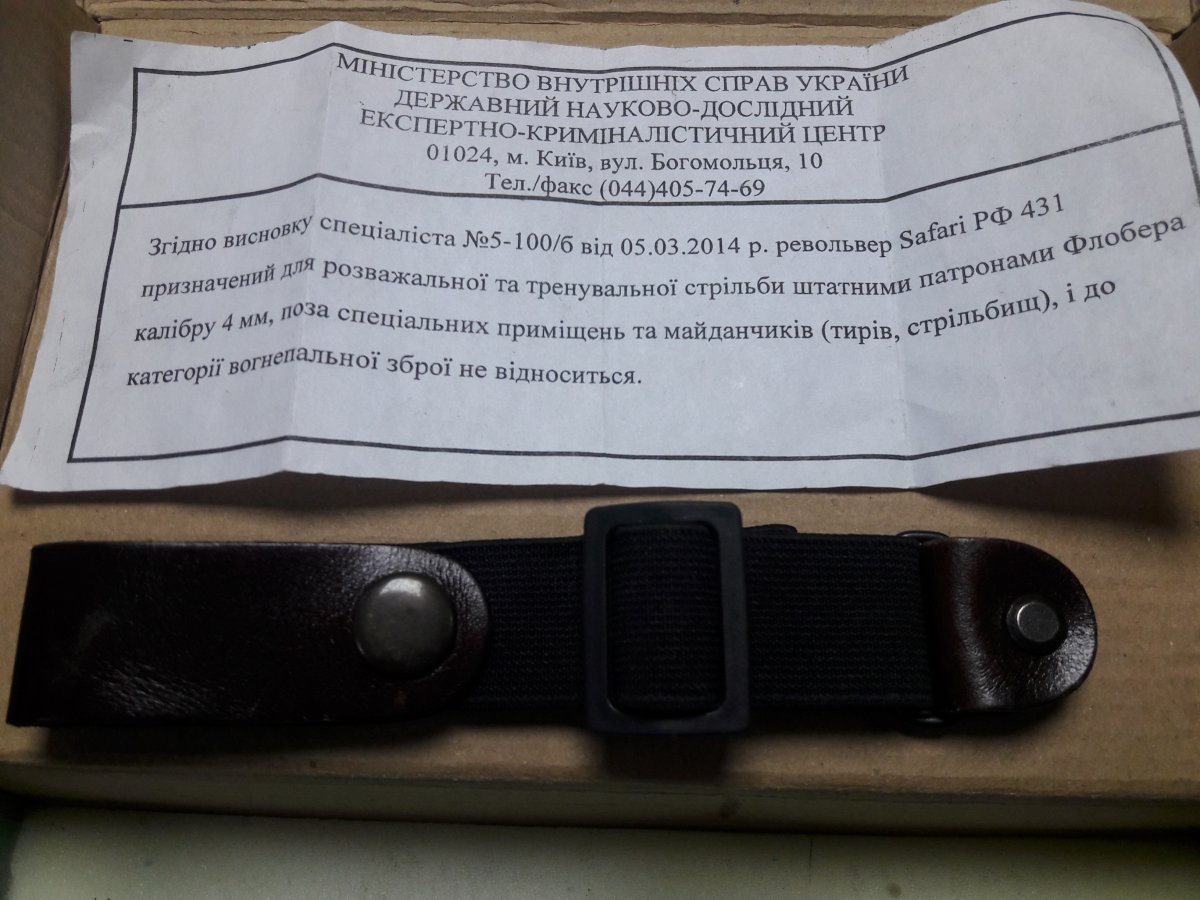 МІНІСТЕРСТВО ВНУТРІШНІХ СПРАВ УКРАЇНИ
ДЕРЖАВНИЙ НАУКОВО-ДОСЛІДНИЙ
ЕКСПЕРТНО-КРИМІНАЛІСТИЧНИЙ ЦЕНТР
01024, м. Київ, вул. Богомольця, 10
Тел./факс (044)405-74-69
Згідно висновку спеціаліста №5-100/б від 05.03.2014 р. револьвер Safari РФ 431
призначений для розважальної та тренувальної стрільби штатними патронами Флобера
калібру 4 мм, поза спеціальних приміщень та майданчиків (тирів, стрільбищ), і до
категорії вогнепальної зброї не відноситься.